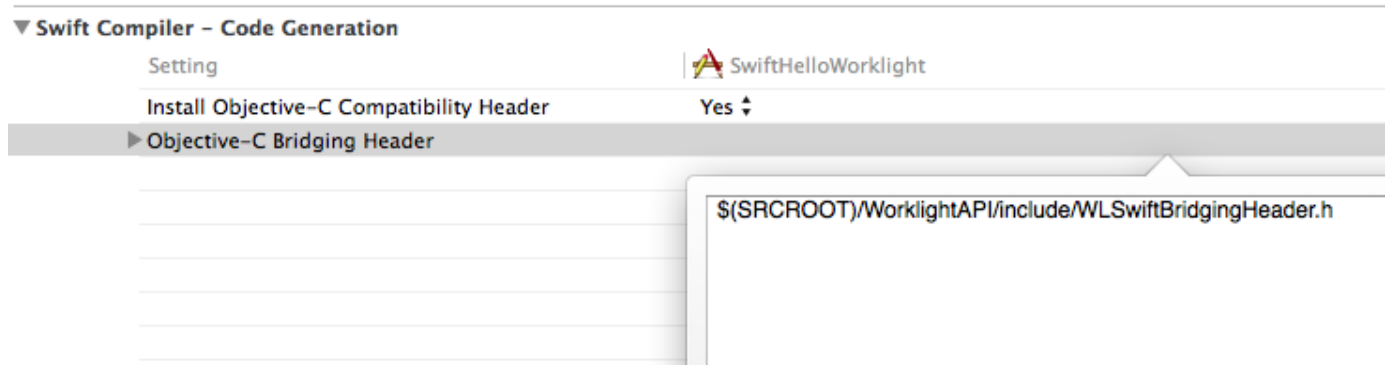 Swift Compiler – Code Generation
Setting SwiftHelloWorklight
Install Objective-C Compatibility Header Yes
Objective-C Bridging Header
$(SRCROOT)/WorklightAPI/include/WLSwiftBridgingHeader.h